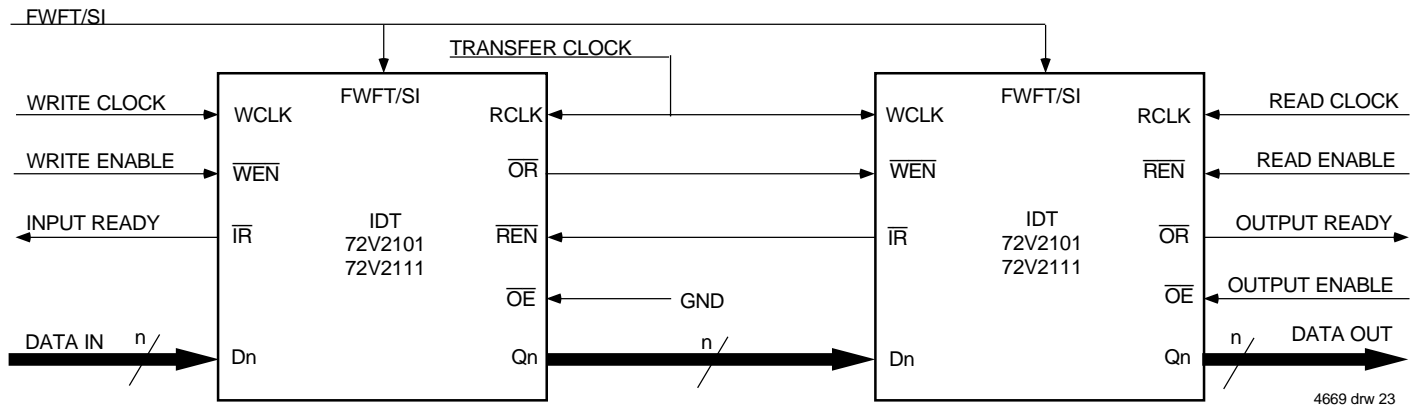 FWFT/SI
TRANSFER CLOCK
FWFT/SI
FWFT/SI
WRITE CLOCK
WCLK
RCLK
WCLK
RCLK
READ CLOCK
WRITE ENABLE
WEN
OR
WEN
REN
READ ENABLE
INPUT READY
IR
IDT
72V2101
72V2111
REN
IR
IDT
72V2101
72V2111
OR
OUTPUT READY
OE
GND
OE
OUTPUT ENABLE
DATA IN
n
Dn
Qn
n
Dn
Qn
n
DATA OUT
4669 drw 23